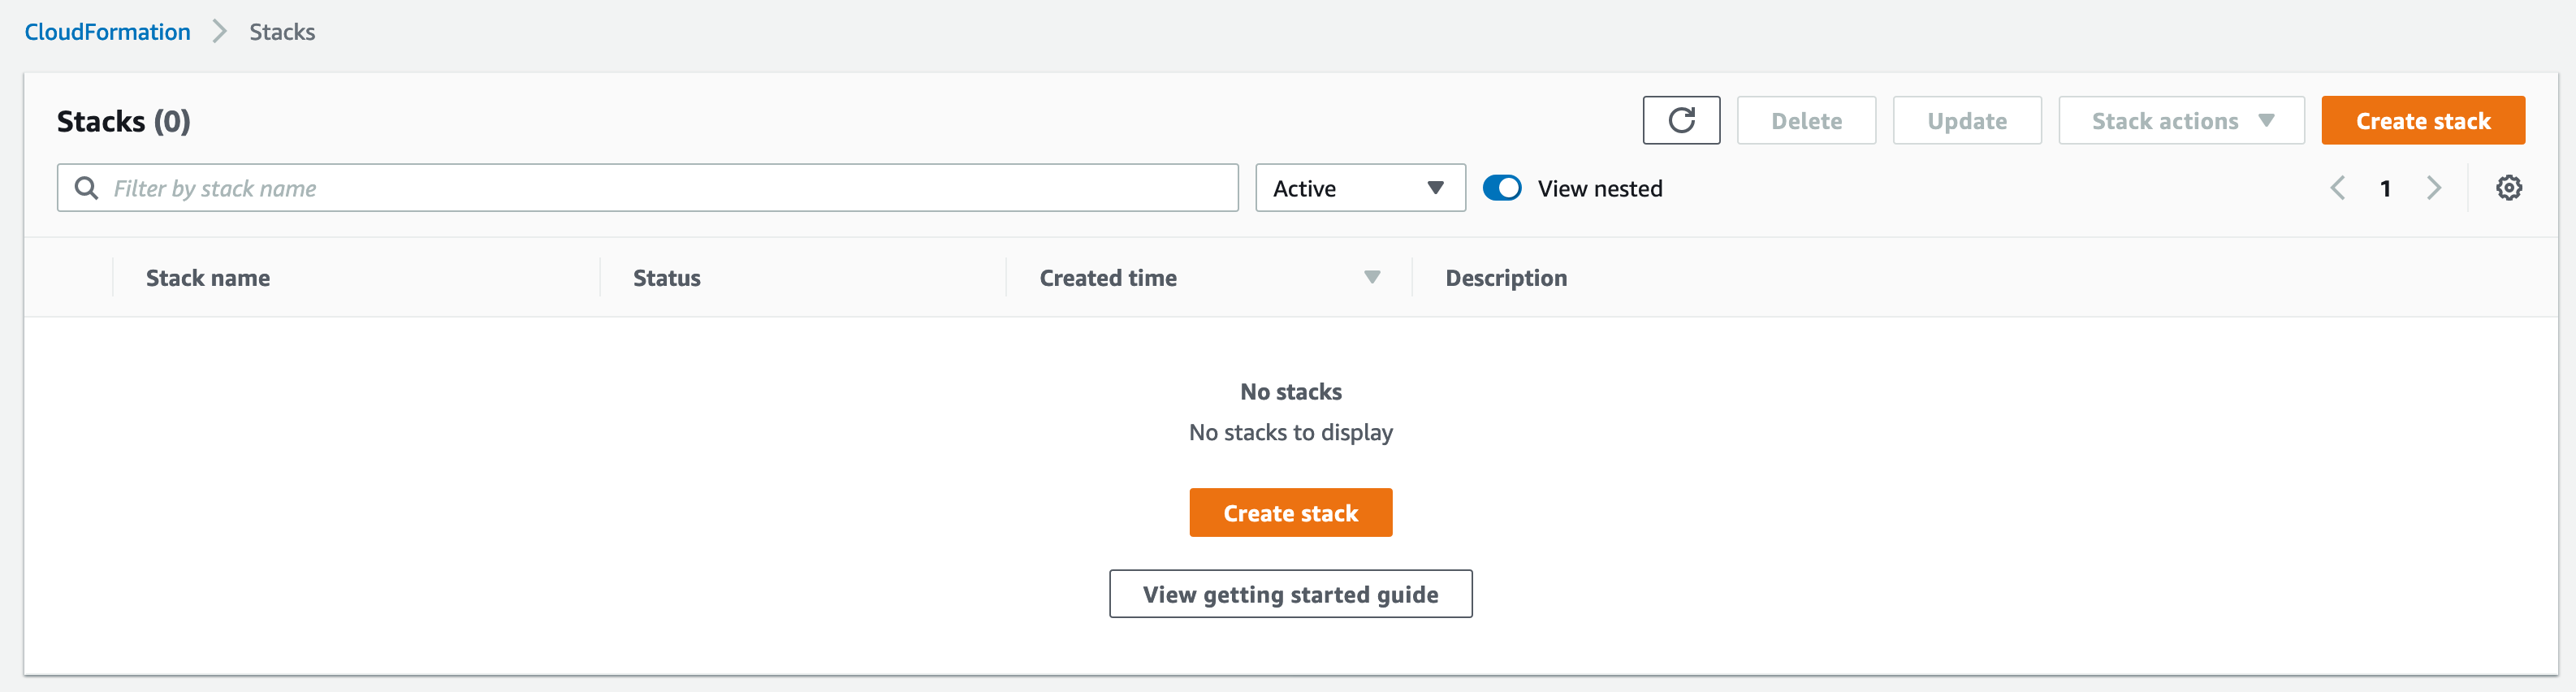 CloudFormation > Stacks
Stacks (0)
Delete
Update
Stack actions
Create stack
Filter by stack name
Active
View nested
1
Stack name
Status
Created time
Description
No stacks
No stacks to display
Create stack
View getting started guide